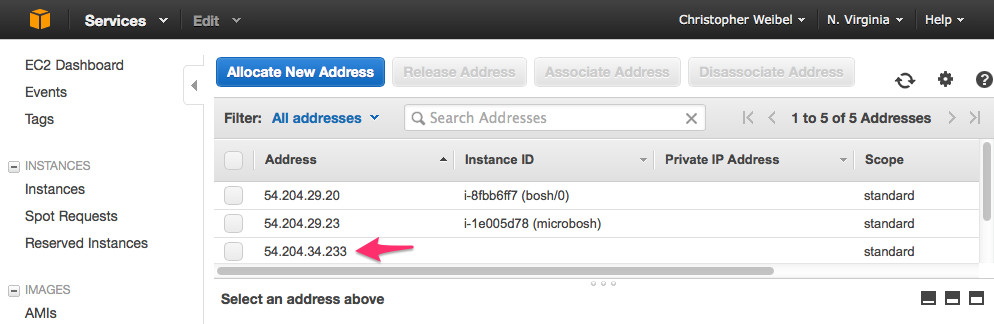 Services Edit Christopher Weibel N. Virginia Help
EC2 Dashboard
Events
Tags
INSTANCES
Instances
Spot Requests
Reserved Instances
IMAGES
AMIs
Allocate New Address Release Address Associate Address Disassociate Address ?
Filter: All addresses Search Addresses 1 to 5 of 5 Addresses
Address Instance ID Private IP Address Scope
54.204.29.20 i-8fbb6ff7 (bosh/0) standard
54.204.29.23 i-1e005d78 (microbosh) standard
54.204.34.233 standard
Select an address above